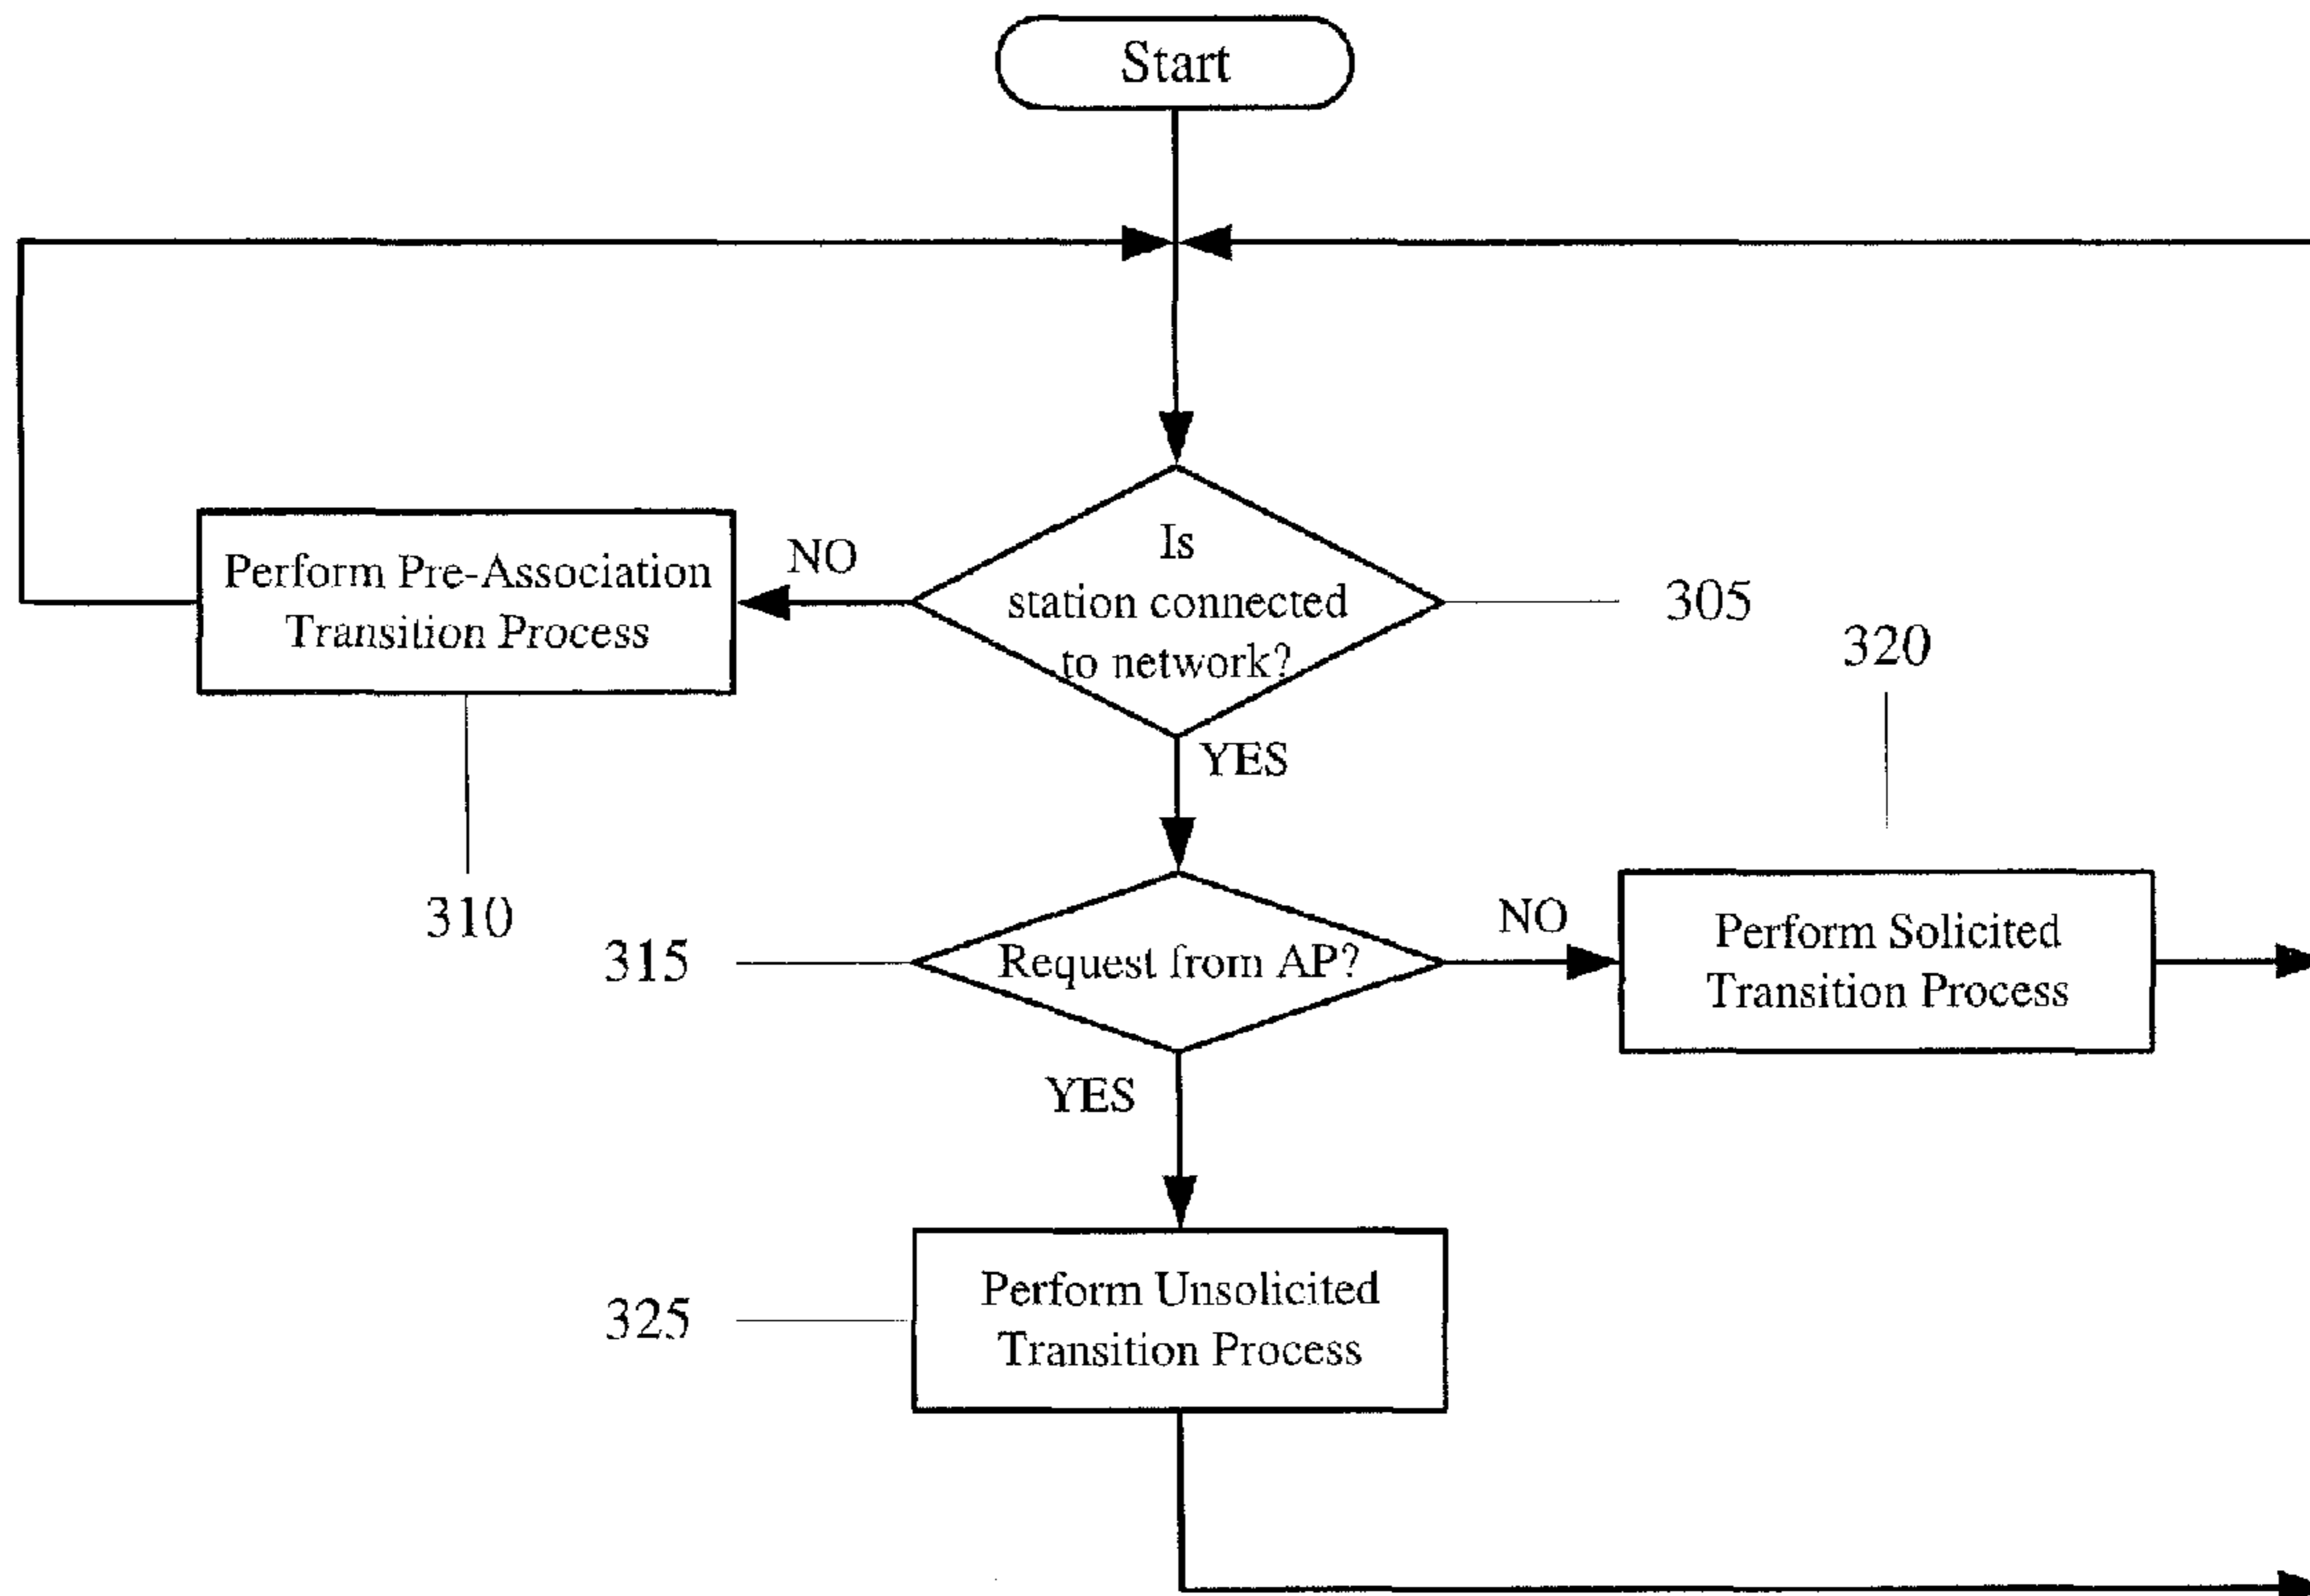 Start
Is
station connected
to network?
NO
YES
305
Perform Pre-Association
Transition Process
310
320
315
Request from AP?
NO
Perform Solicited
Transition Process
YES
325
Perform Unsolicited
Transition Process